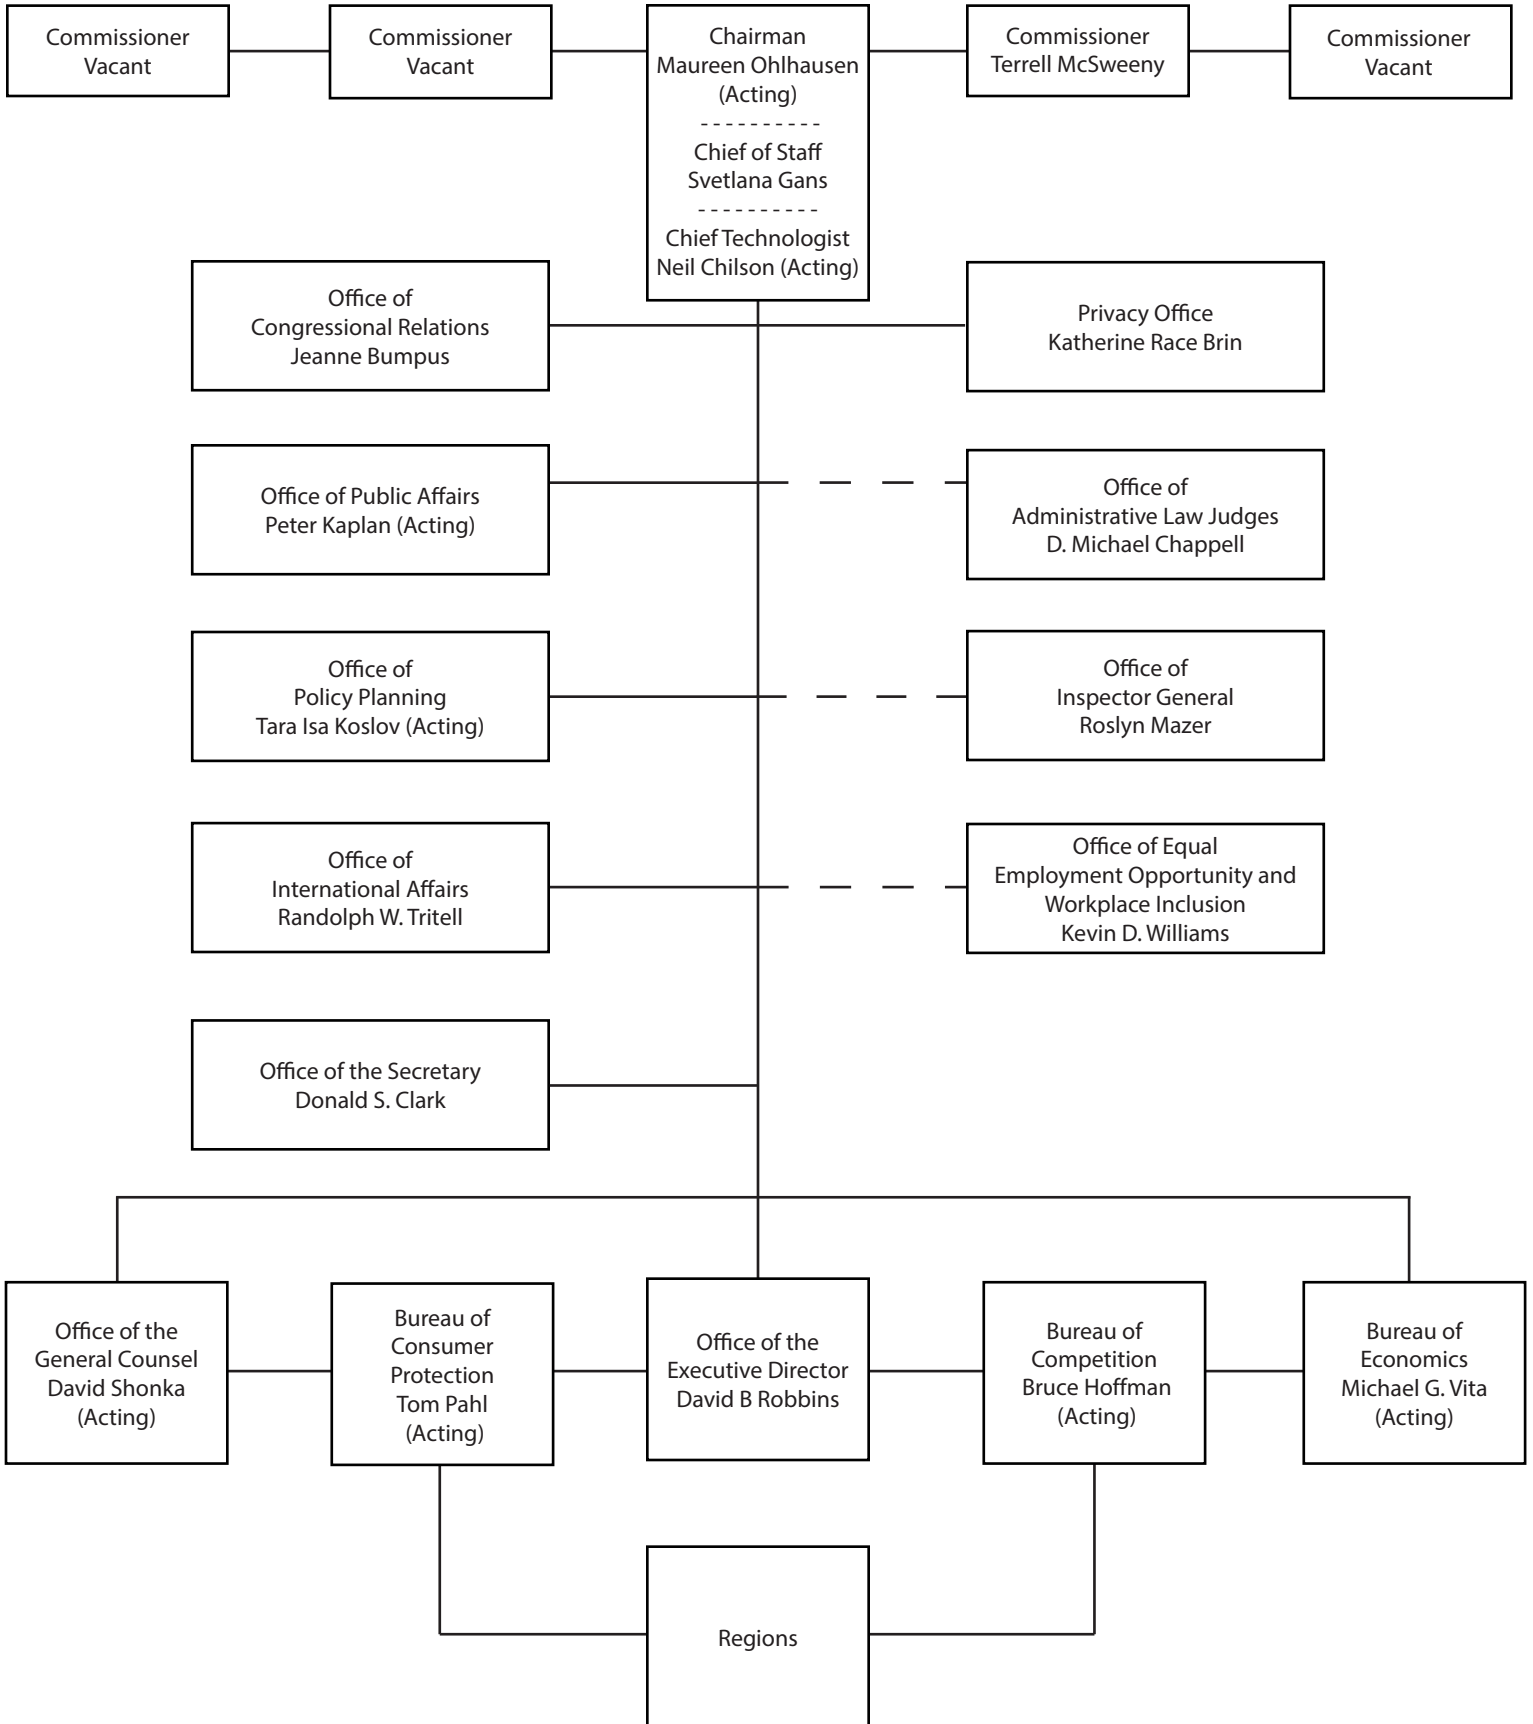 Commissioner
Vacant
Commissioner
Vacant
Chairman
Maureen Ohlhausen
(Acting)
----------
Chief of Staff
Svetlana Gans
----------
Chief Technologist
Neil Chilson (Acting)
Commissioner
Terrell McSweeny
Commissioner
Vacant
Office of
Congressional Relations
Jeanne Bumpus
Privacy Office
Katherine Race Brin
Office of Public Affairs
Peter Kaplan (Acting)
Office of
Administrative Law Judges
D. Michael Chappell
Office of
Policy Planning
Tara Isa Koslov (Acting)
Office of
Inspector General
Roslyn Mazer
Office of
International Affairs
Randolph W. Tritell
Office of Equal
Employment Opportunity and
Workplace Inclusion
Kevin D. Williams
Office of the Secretary
Donald S. Clark
Office of the
General Counsel
David Shonka
(Acting)
Bureau of
Consumer
Protection
Tom Pahl
(Acting)
Office of the
Executive Director
David B Robbins
Bureau of
Competition
Bruce Hoffman
(Acting)
Bureau of
Economics
Michael G. Vita
(Acting)
Regions